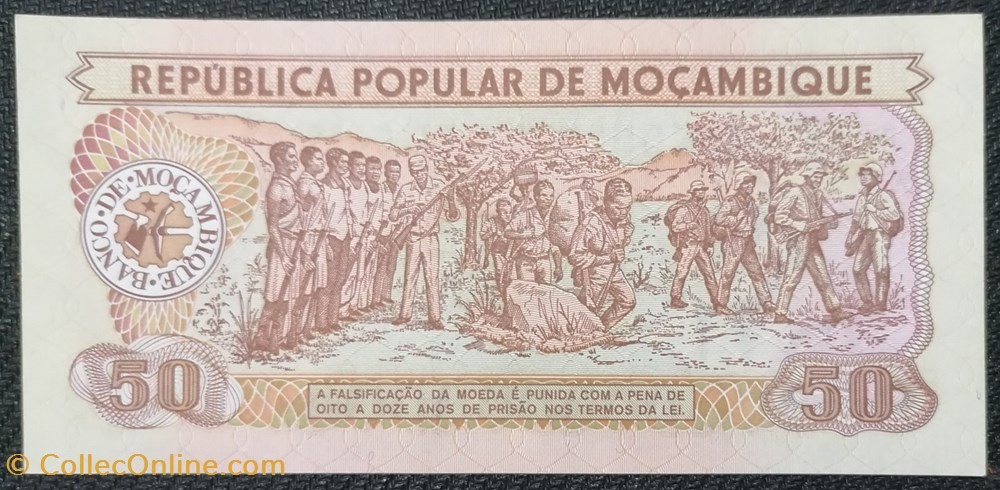 REPÚBLICA POPULAR DE MOÇAMBIQUE
BANCO·DE·MOÇAMBIQUE·
50
A FALSIFICAÇÃO DA MOEDA É PUNIDA COM A PENA DE
OITO A DOZE ANOS DE PRISÃO NOS TERMOS DA LEI.
50
© CollecOnline.com